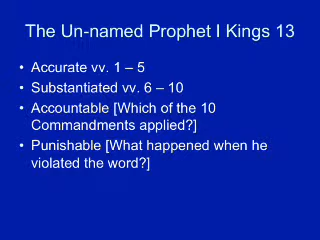 The Un-named Prophet I Kings 13
• Accurate vv. 1 – 5
• Substantiated vv. 6 – 10
• Accountable [Which of the 10
Commandments applied?]
• Punishable [What happened when he
violated the word?]